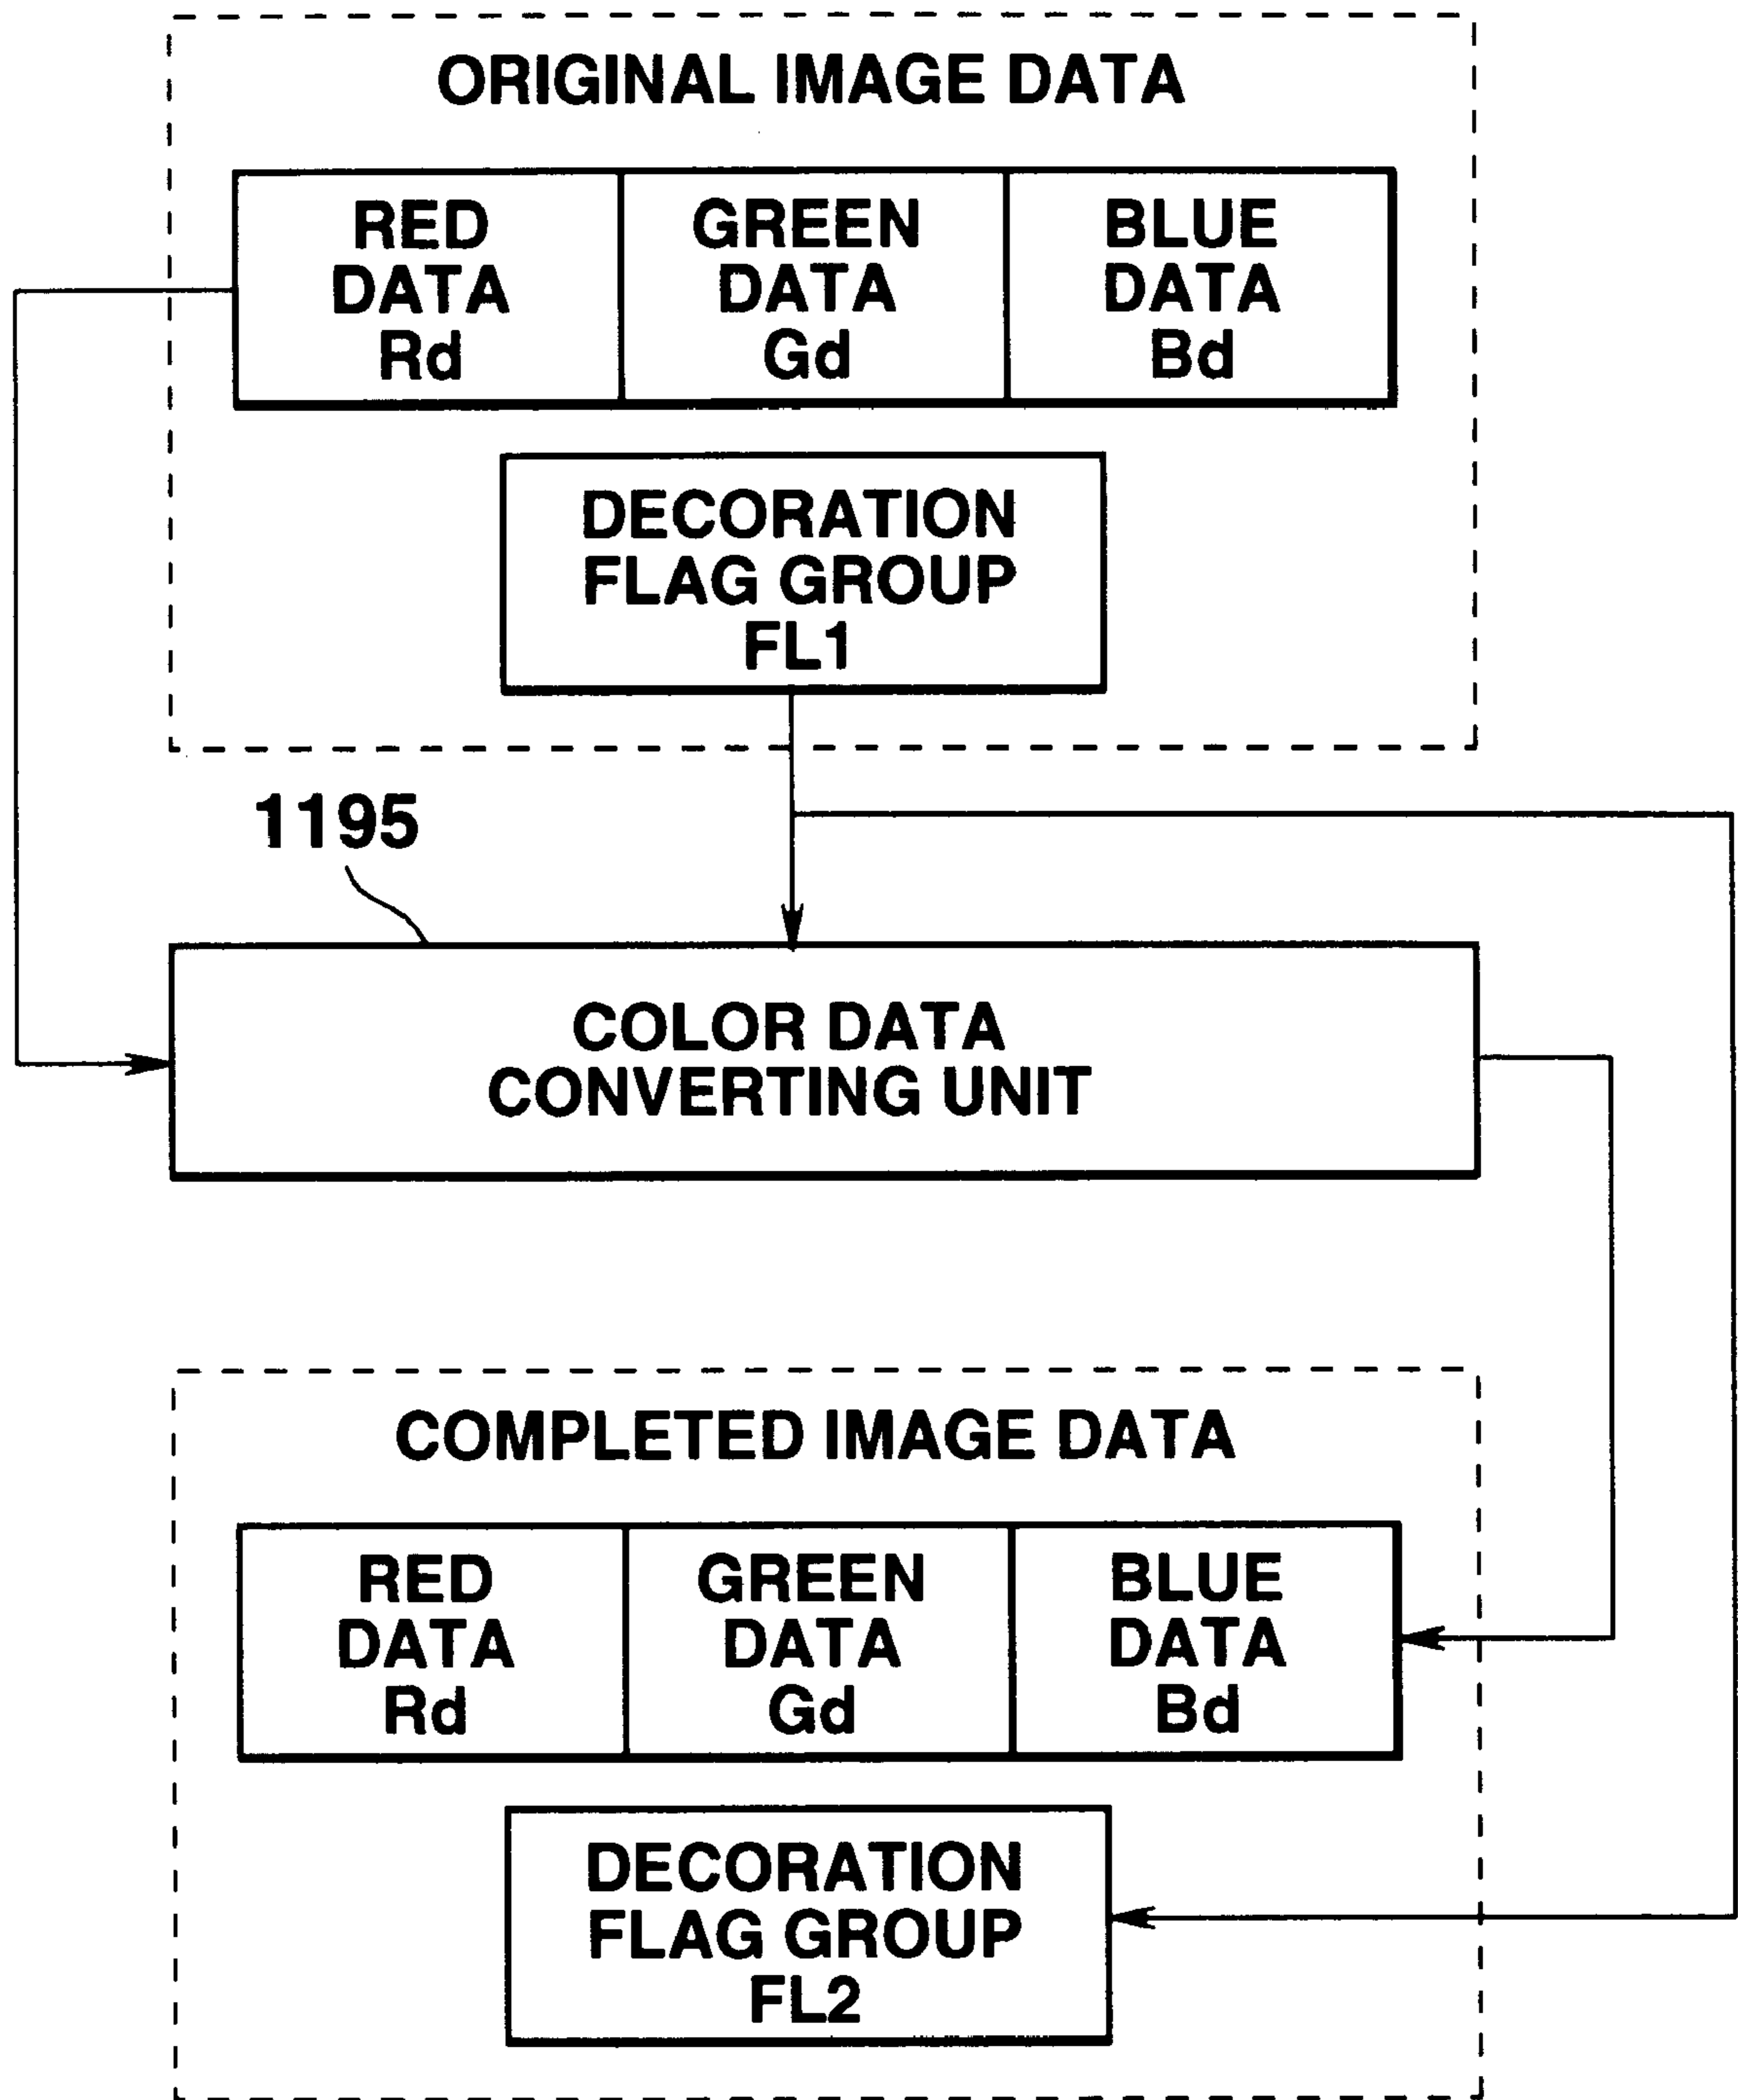 ORIGINAL IMAGE DATA
RED
DATA
Rd
GREEN
DATA
Gd
BLUE
DATA
Bd
DECORATION
FLAG GROUP
FL1
1195
COLOR DATA
CONVERTING UNIT
COMPLETED IMAGE DATA
RED
DATA
Rd
GREEN
DATA
Gd
BLUE
DATA
Bd
DECORATION
FLAG GROUP
FL2